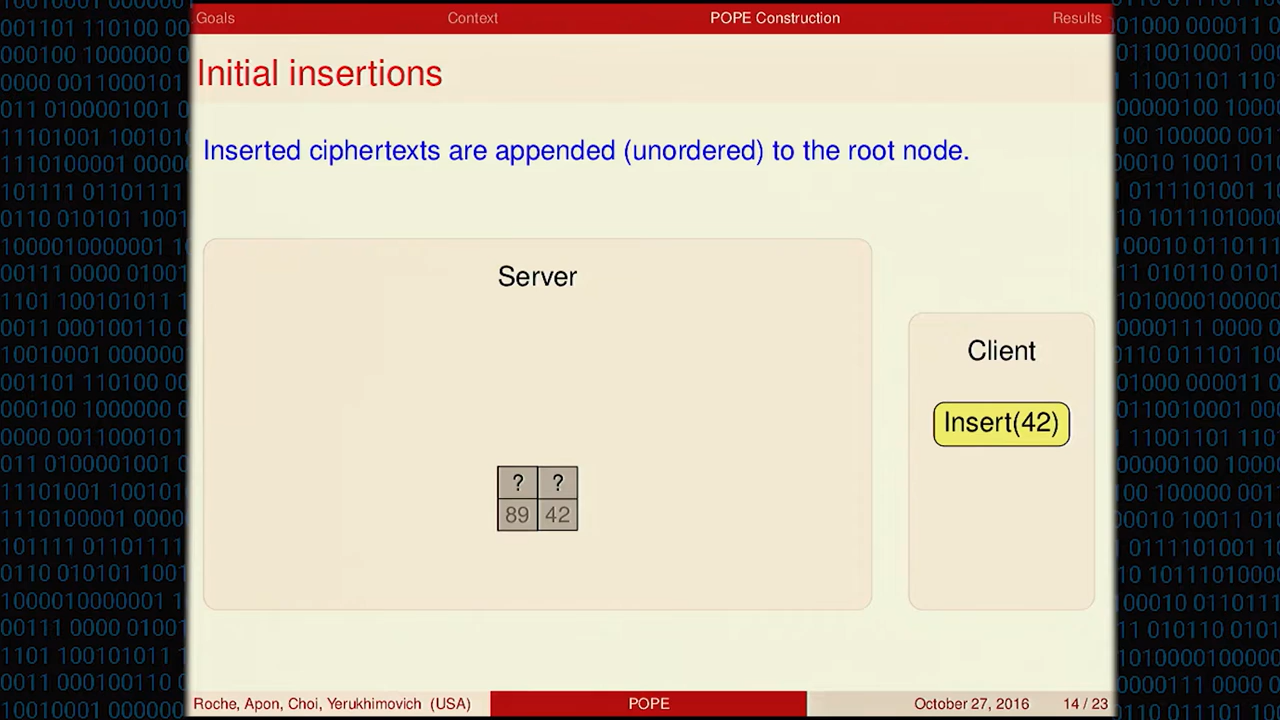 Goals Context POPE Construction Results
Initial insertions
Inserted ciphertexts are appended (unordered) to the root node.
Server
Client
Insert(42)
? ?
89 42
Roche, Apon, Choi, Yerukhimovich (USA) POPE October 27, 2016 14 / 23